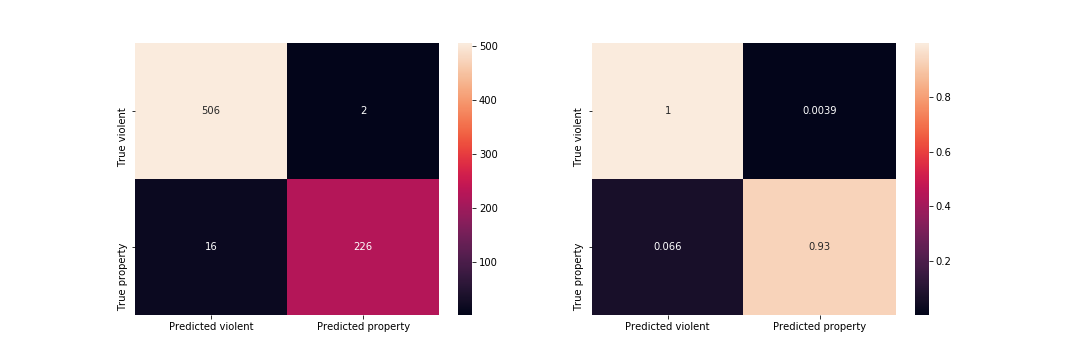 True violent
506
2
True property
16
226
Predicted violent
Predicted property
500
400
300
200
100
True violent
1
0.0039
True property
0.066
0.93
Predicted violent
Predicted property
0.8
0.6
0.4
0.2